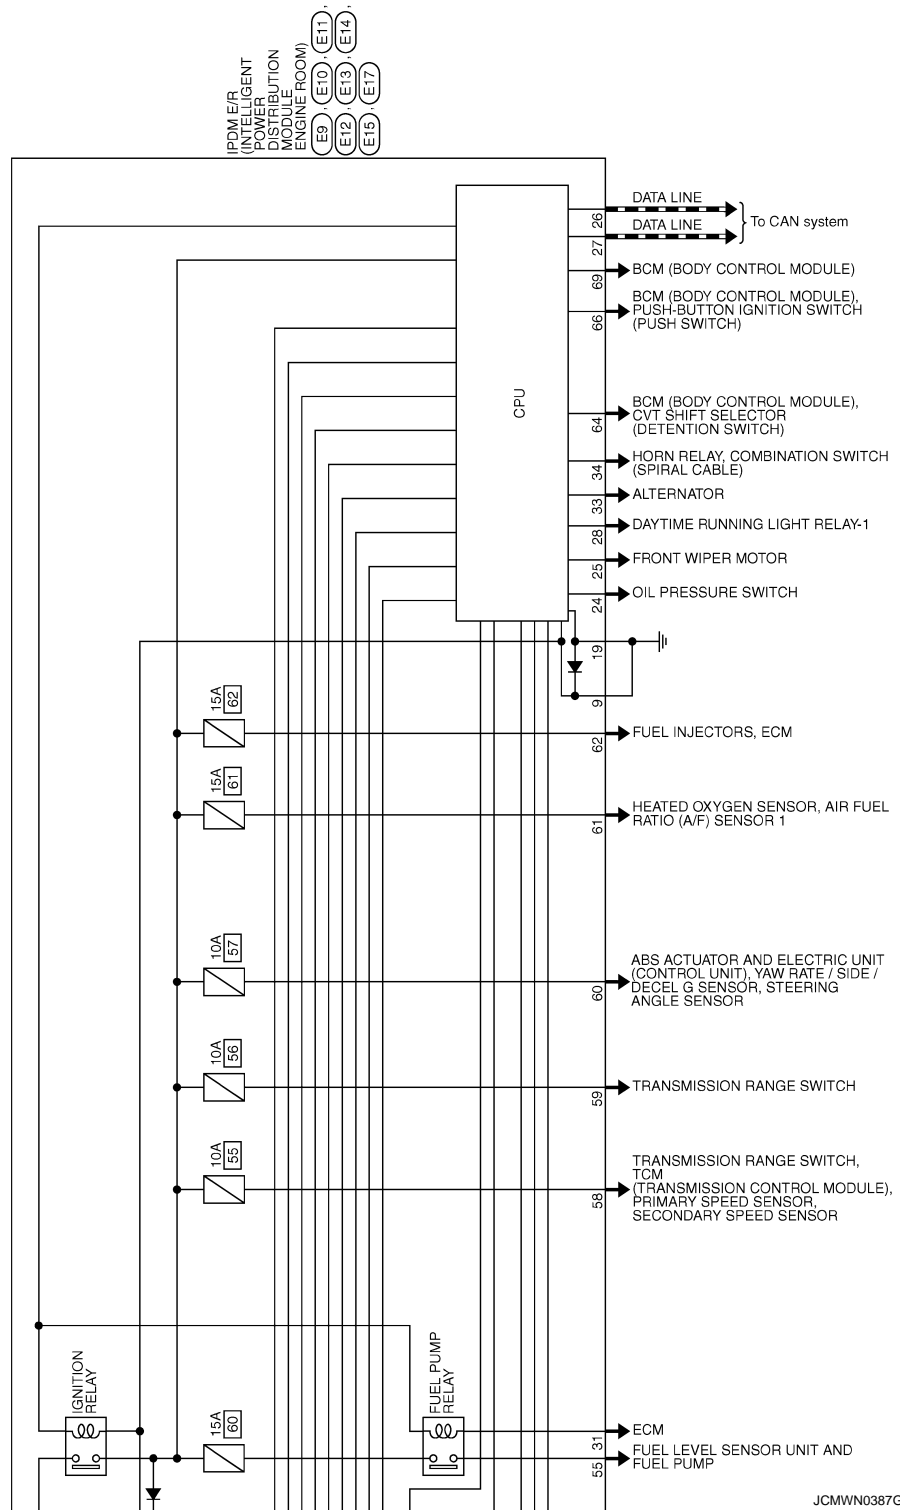 IPDM E/R
(INTELLIGENT
POWER
DISTRIBUTION
MODULE
ENGINE ROOM)
E9 , E10 , E11 ,
E12 , E13 , E14 ,
E15 , E17
CPU
26 DATA LINE
27 DATA LINE
To CAN system
69 BCM (BODY CONTROL MODULE)
66 BCM (BODY CONTROL MODULE),
PUSH-BUTTON IGNITION SWITCH
(PUSH SWITCH)
64 BCM (BODY CONTROL MODULE),
CVT SHIFT SELECTOR
(DETENTION SWITCH)
34 HORN RELAY, COMBINATION SWITCH
(SPIRAL CABLE)
33 ALTERNATOR
28 DAYTIME RUNNING LIGHT RELAY-1
25 FRONT WIPER MOTOR
24 OIL PRESSURE SWITCH
19
9
15A 62
62 FUEL INJECTORS, ECM
15A 61
61 HEATED OXYGEN SENSOR, AIR FUEL
RATIO (A/F) SENSOR 1
10A 57
60 ABS ACTUATOR AND ELECTRIC UNIT
(CONTROL UNIT), YAW RATE / SIDE /
DECEL G SENSOR, STEERING
ANGLE SENSOR
10A 56
59 TRANSMISSION RANGE SWITCH
10A 55
58 TRANSMISSION RANGE SWITCH,
TCM
(TRANSMISSION CONTROL MODULE),
PRIMARY SPEED SENSOR,
SECONDARY SPEED SENSOR
IGNITION
RELAY
15A 60
FUEL PUMP
RELAY
31 ECM
55 FUEL LEVEL SENSOR UNIT AND
FUEL PUMP
JCMWN0387G